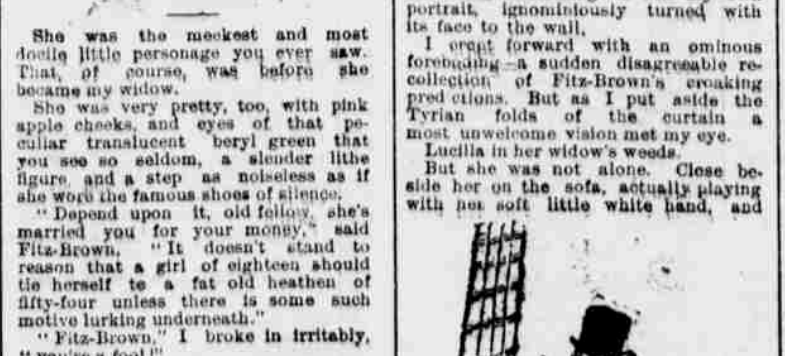 She was the meekest and most
docile little personage you ever saw.
That, of course, was before she
became my widow.
She was very pretty, too, with pink
apple cheeks, and eyes of that pe-
culiar translucent beryl green that
you see so seldom, a slender lithe
figure and a step as noiseless as if
she wore the famous shoes of silence.
"Depend upon it, old fellow, she's
married you for your money," said
Fitz-Brown. "It doesn't stand to
reason that a girl of eighteen should
tie herself to a fat old heathen of
fifty-four unless there is some such
motive lurking underneath."
"Fitz-Brown," I broke in irritably,
"you're a fool!"
portrait, ignominiously turned with
its face to the wall.
I crept forward with an ominous
foreboding—a sudden disagreeable re-
collection of Fitz-Brown's croaking
pred ctions. But as I put aside the
Tyrian folds of the curtain a
most unwelcome vision met my eye.
Lucilla in her widow's weeds.
But she was not alone. Close be-
side her on the sofa, actually playing
with her soft little white hand, and